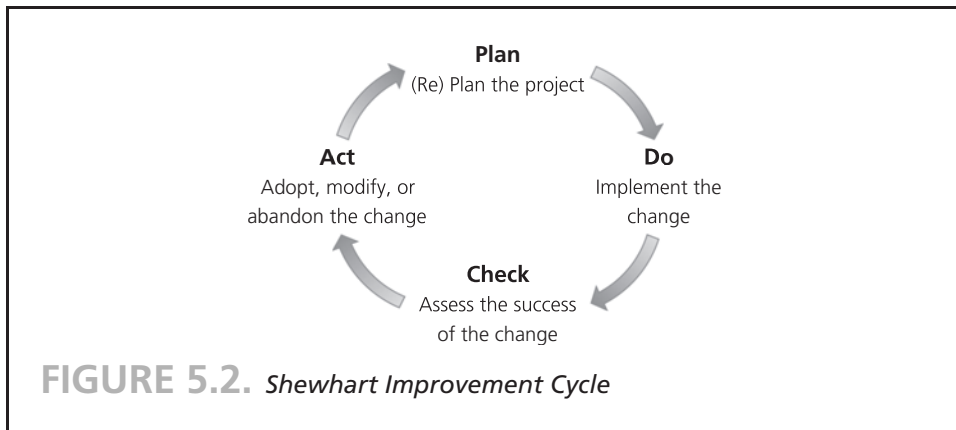 Plan
(Re) Plan the project
Do
Implement the
change
Check
Assess the success
of the change
Act
Adopt, modify, or
abandon the change
FIGURE 5.2. Shewhart Improvement Cycle